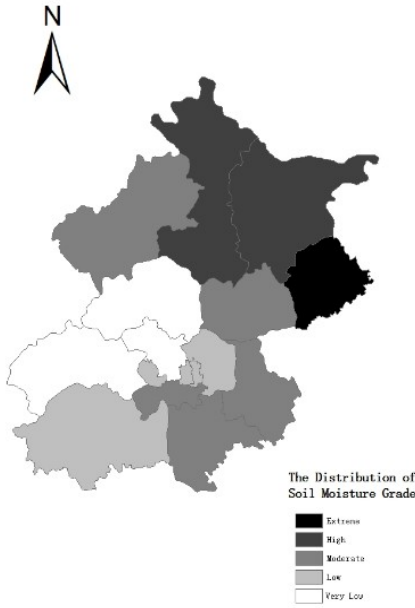 N
The Distribution of
Soil Moisture Grade
Extreme
High
Moderate
Low
Very Low